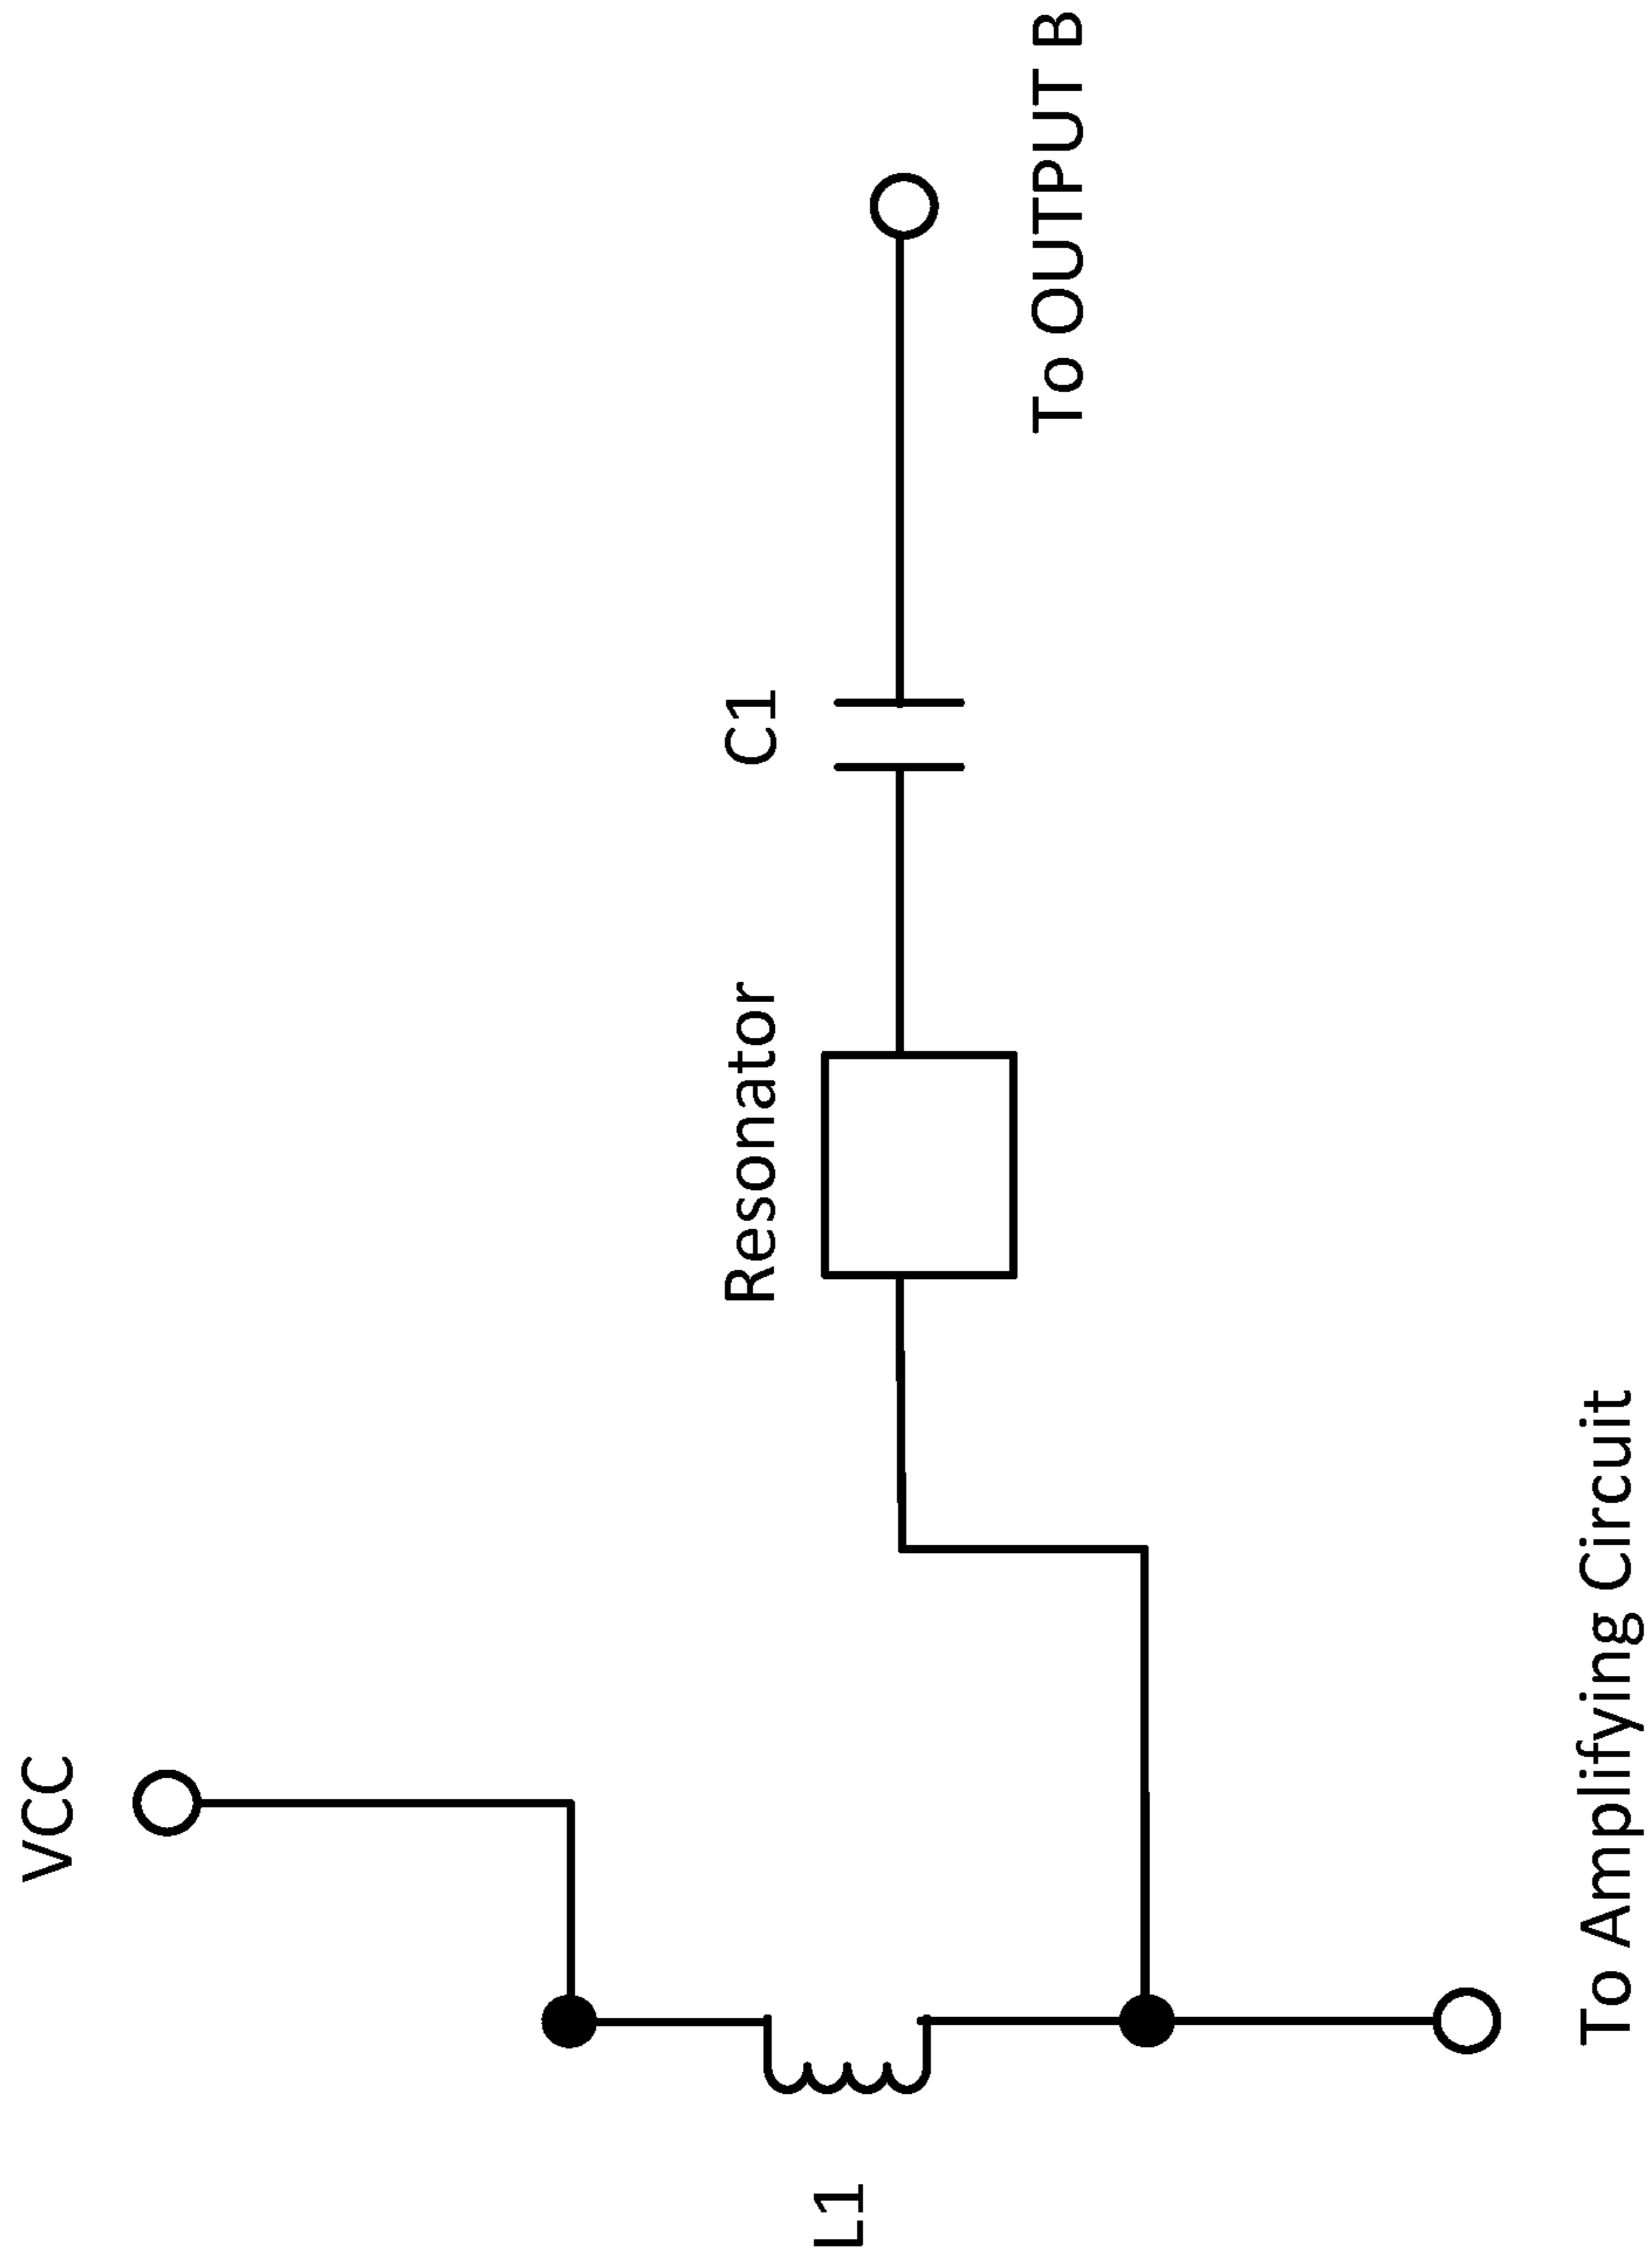 VCC
L1
Resonator
C1
To OUTPUT B
To Amplifying Circuit